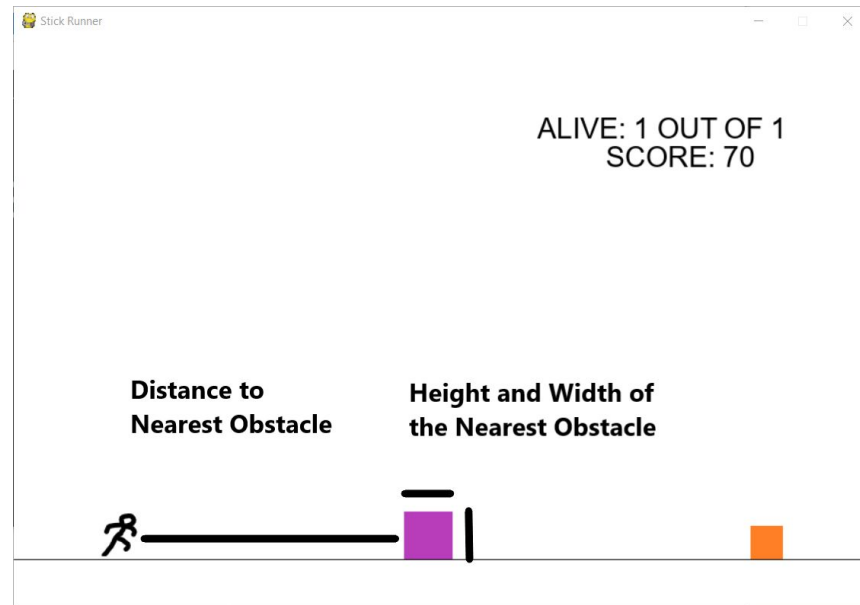 Stick Runner
ALIVE: 1 OUT OF 1
SCORE: 70
Distance to
Nearest Obstacle
Height and Width of
the Nearest Obstacle